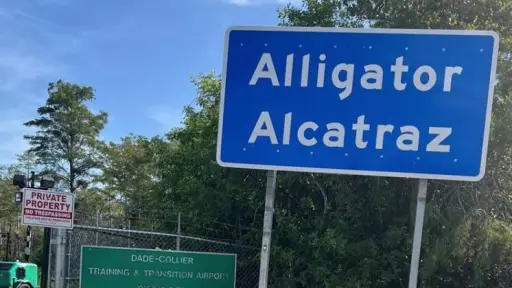 Alligator
Alcatraz
PRIVATE
PROPERTY
NO TRESPASSING
DADE-COLLIER
TRAINING & TRANSITION AIRPORT